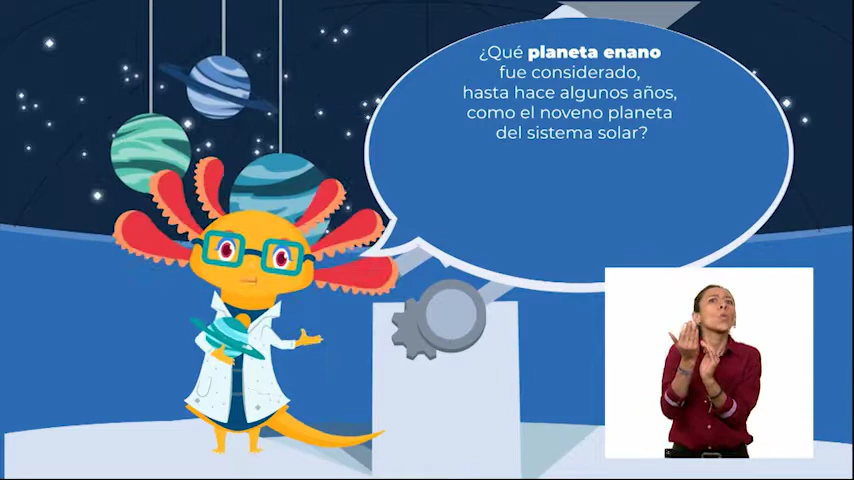 ¿Qué planeta enano
fue considerado,
hasta hace algunos años,
como el noveno planeta
del sistema solar?